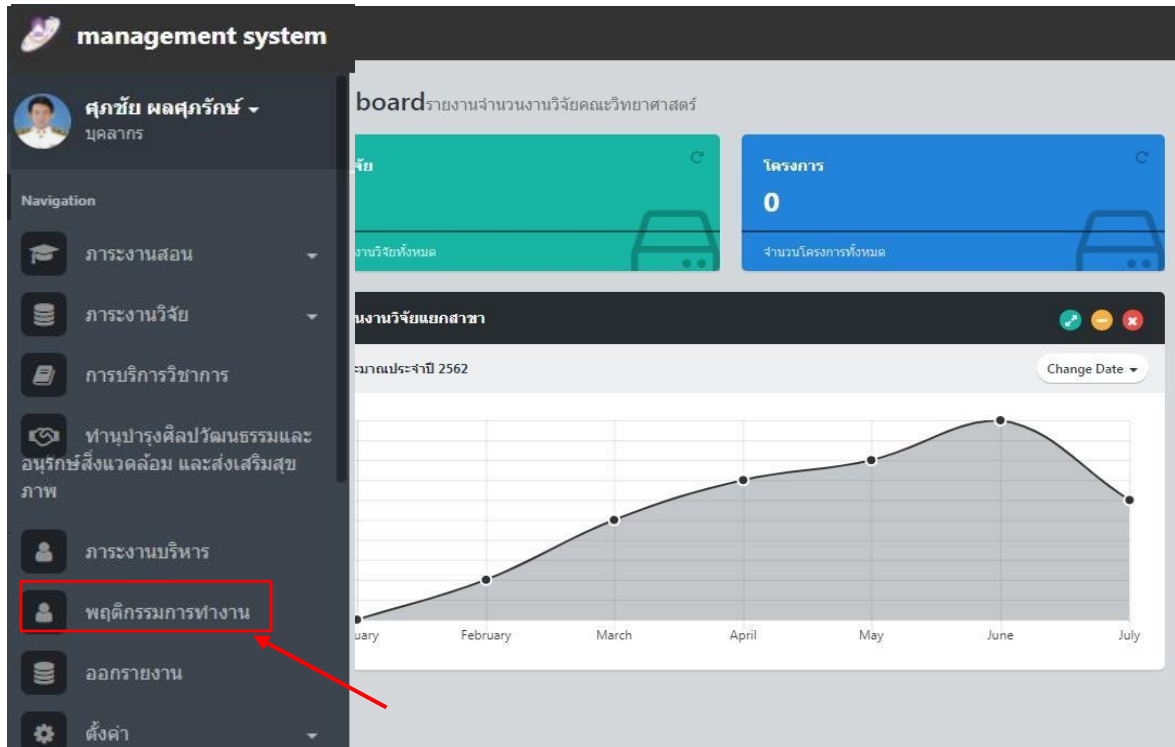 management system
ศุภชัย ผลศุภรักษ์
บุคลากร
boardรายงานจำนวนงานวิจัยคณะวิทยาศาสตร์
โครงการ
0
งานวิจัยทั้งหมด
จำนวนโครงการทั้งหมด
Navigation
ภาระงานสอน
ภาระงานวิจัย
การบริการวิชาการ
ทำนุบำรุงศิลปวัฒนธรรมและ
อนุรักษ์สิ่งแวดล้อม และส่งเสริมสุข
ภาพ
ภาระงานบริหาร
พฤติกรรมการทำงาน
ออกรายงาน
ตั้งค่า
นงานวิจัยแยกสาขา
ะมาณประจำปี 2562
Change Date
uary
February
March
April
May
June
July